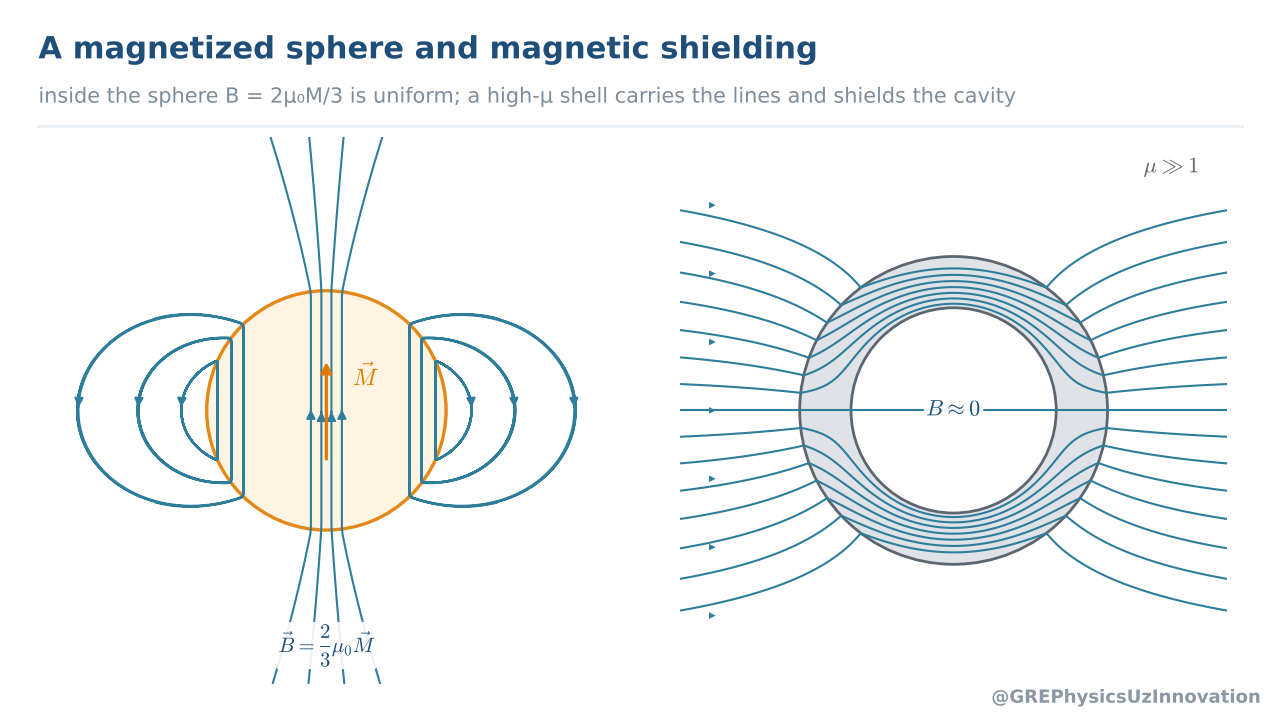 A magnetized sphere and magnetic shielding
inside the sphere B = 2μ₀M/3 is uniform; a high-μ shell carries the lines and shields the cavity
μ ≫ 1
M⃗
B ≈ 0
B⃗ = 2/3 μ₀M⃗
@GREPhysicsUzInnovation